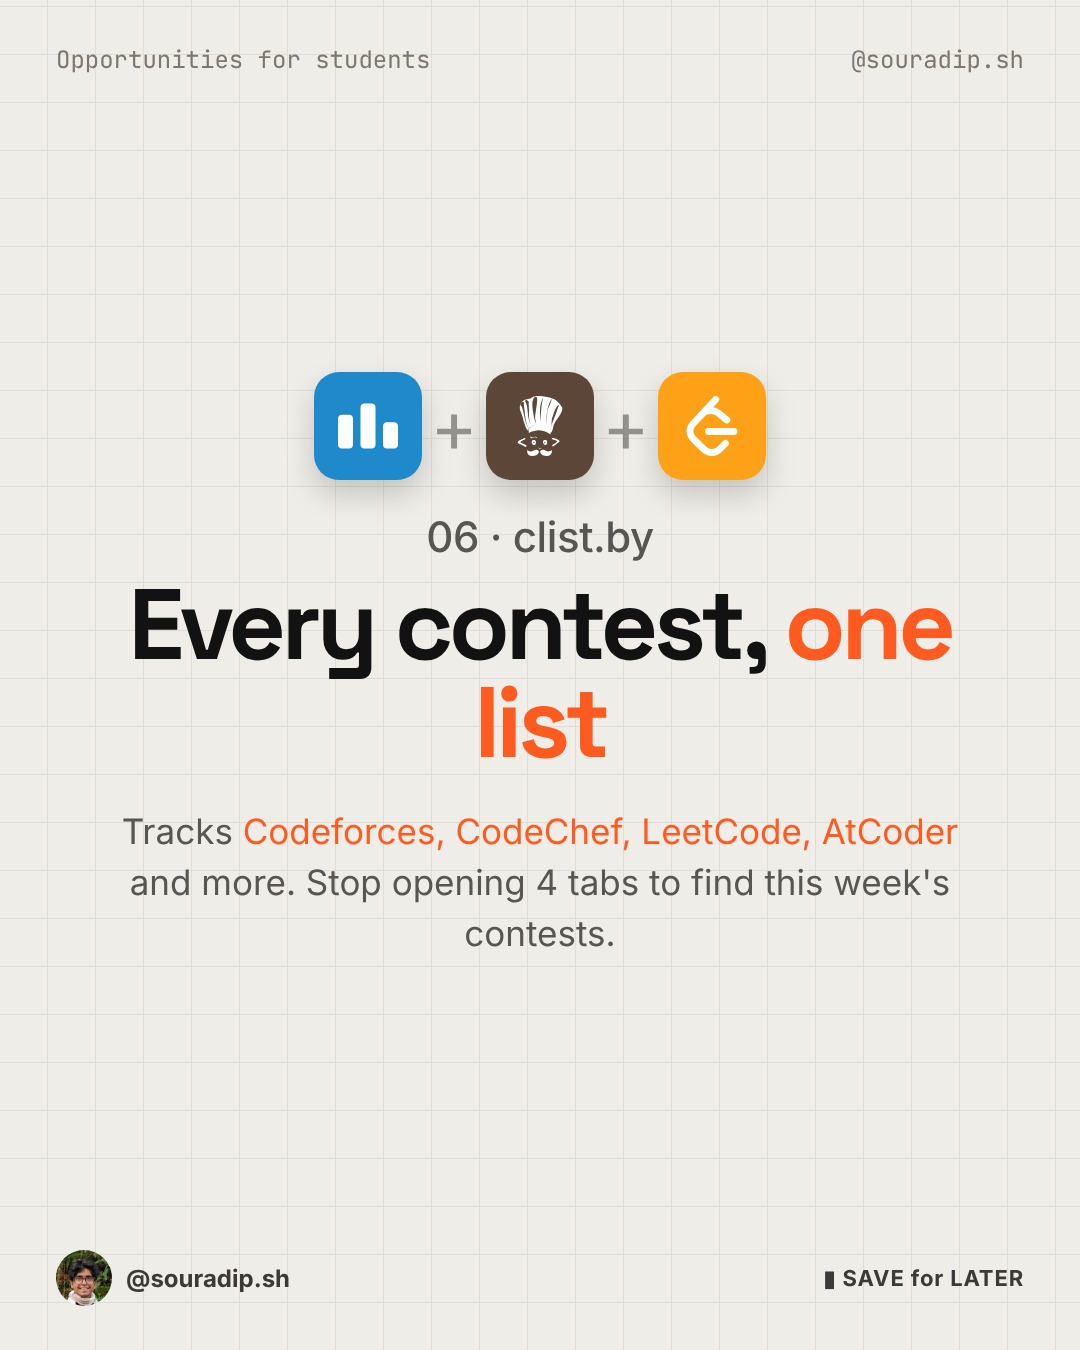 Opportunities for students
@souradip.sh
06 · clist.by
Every contest, one
list
Tracks Codeforces, CodeChef, LeetCode, AtCoder
and more. Stop opening 4 tabs to find this week's
contests.
@souradip.sh
SAVE for LATER